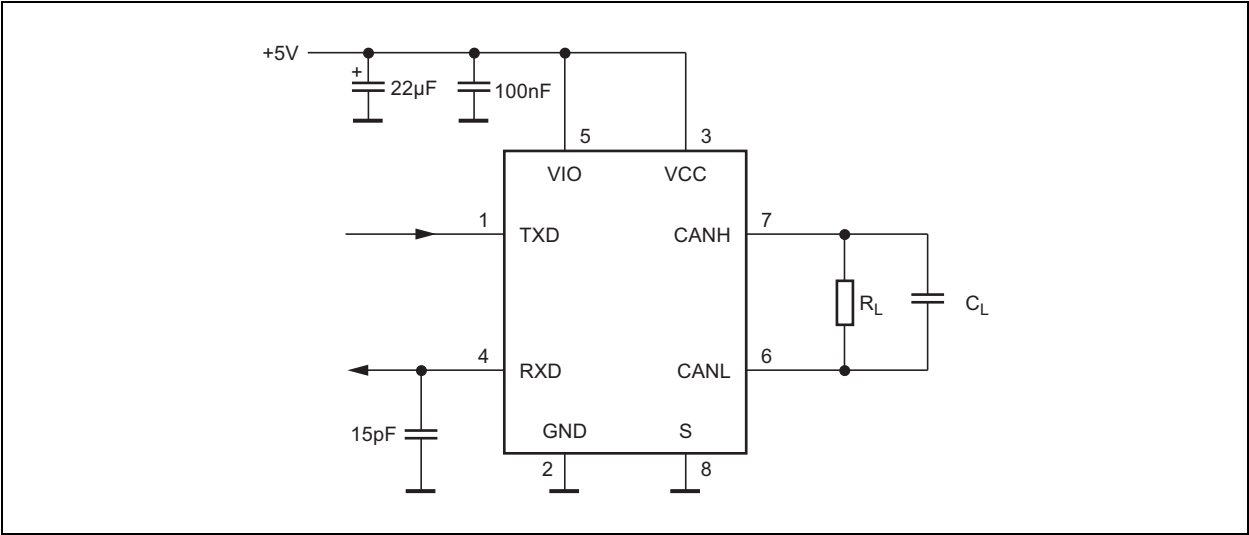 +5V
+
22µF
100nF
5
3
VIO
VCC
1
TXD
CANH
7
RL
CL
4
RXD
CANL
6
15pF
GND
S
2
8